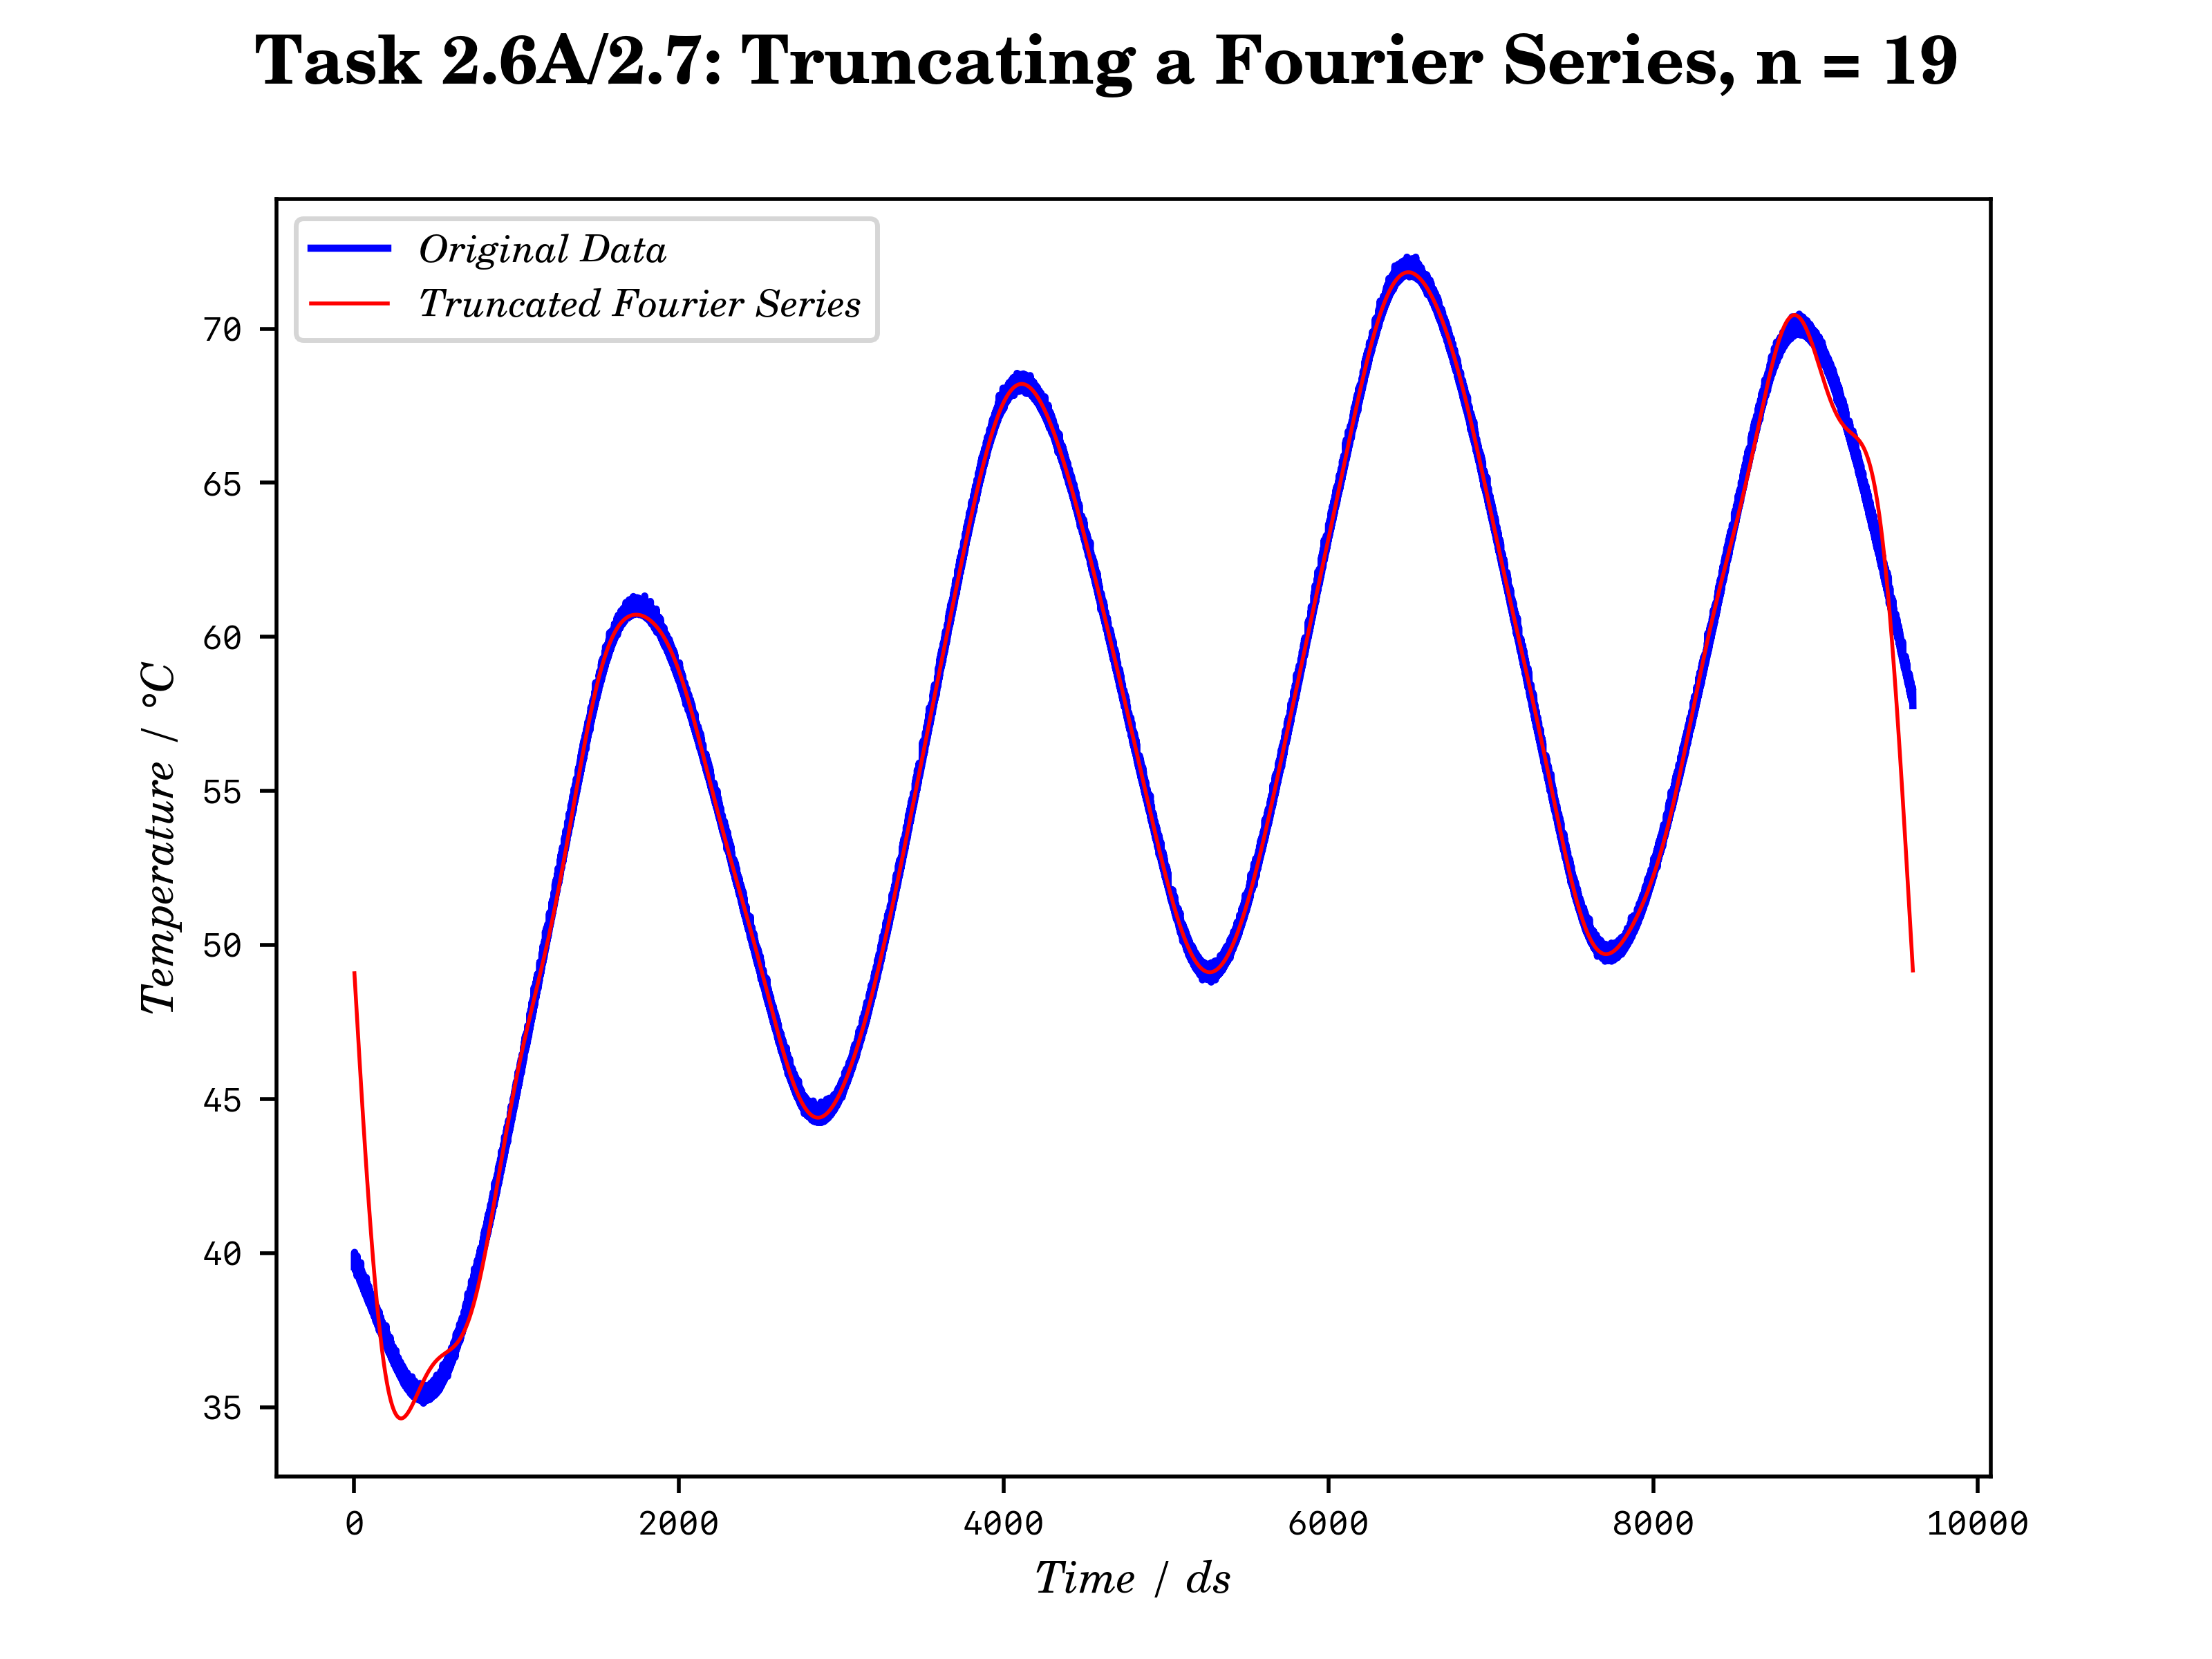 Task 2.6A/2.7: Truncating a Fourier Series, n = 19
Original Data
Truncated Fourier Series
70
65
60
55
50
45
40
35
Temperature / °C
0 2000 4000 6000 8000 10000
Time / ds